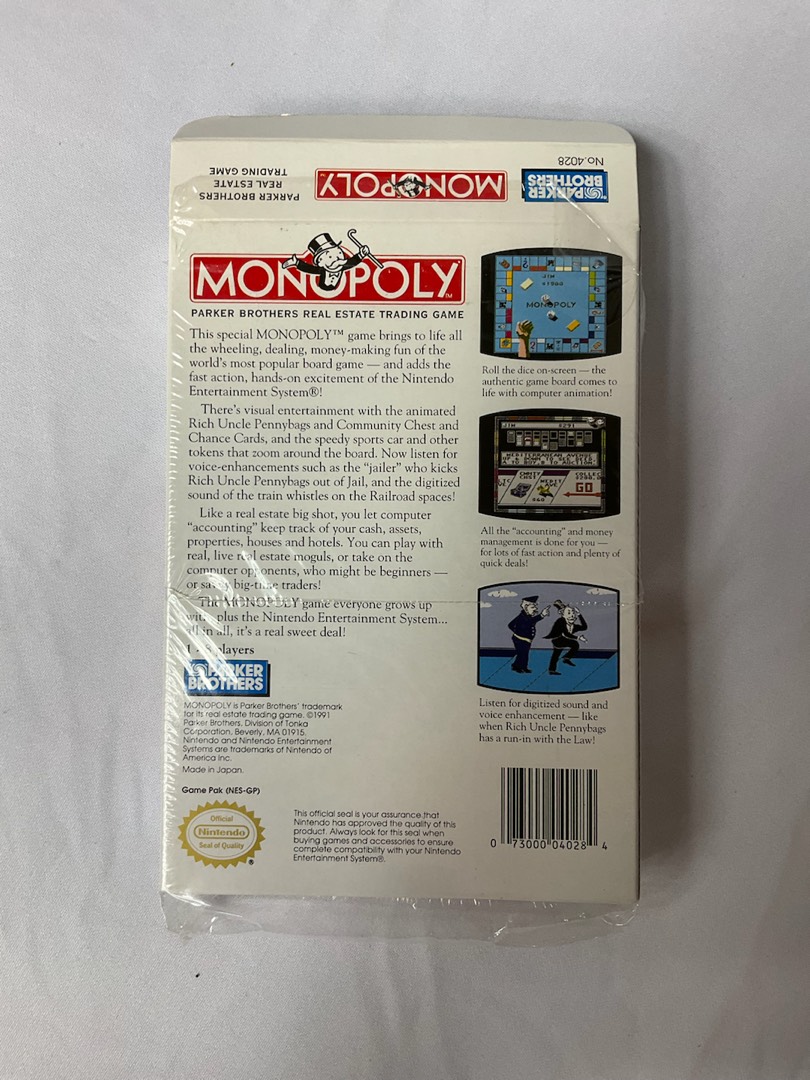 No.4028
PARKER BROTHERS
REAL ESTATE
TRADING GAME
MONOPOLY
PARKER
BROTHERS
MONOPOLY™
PARKER BROTHERS REAL ESTATE TRADING GAME
This special MONOPOLY™ game brings to life all
the wheeling, dealing, money-making fun of the
world's most popular board game — and adds the
fast action, hands-on excitement of the Nintendo
Entertainment System®!
There's visual entertainment with the animated
Rich Uncle Pennybags and Community Chest and
Chance Cards, and the speedy sports car and other
tokens that zoom around the board. Now listen for
voice-enhancements such as the "jailer" who kicks
Rich Uncle Pennybags out of Jail, and the digitized
sound of the train whistles on the Railroad spaces!
Like a real estate big shot, you let computer
"accounting" keep track of your cash, assets,
properties, houses and hotels. You can play with
real, live real estate moguls, or take on the
computer opponents, who might be beginners —
or savvy big-time traders!
The MONOPOLY game everyone grows up
with, plus the Nintendo Entertainment System...
all in all, it's a real sweet deal!
players
PARKER
BROTHERS
MONOPOLY is Parker Brothers' trademark
for its real estate trading game. ©1991
Parker Brothers, Division of Tonka
Corporation, Beverly, MA 01915.
Nintendo and Nintendo Entertainment
Systems are trademarks of Nintendo of
America Inc.
Made in Japan.
Game Pak (NES-GP)
Official
Nintendo
Seal of Quality
®
This official seal is your assurance that
Nintendo has approved the quality of this
product. Always look for this seal when
buying games and accessories to ensure
complete compatibility with your Nintendo
Entertainment System®.
JIM
MONOPOLY
Roll the dice on-screen — the
authentic game board comes to
life with computer animation!
JIM $291
MEDITERRANEAN AVENUE
GO
All the "accounting" and money
management is done for you —
for lots of fast action and plenty of
quick deals!
Listen for digitized sound and
voice enhancement — like
when Rich Uncle Pennybags
has a run-in with the Law!
0 73000 04028 4